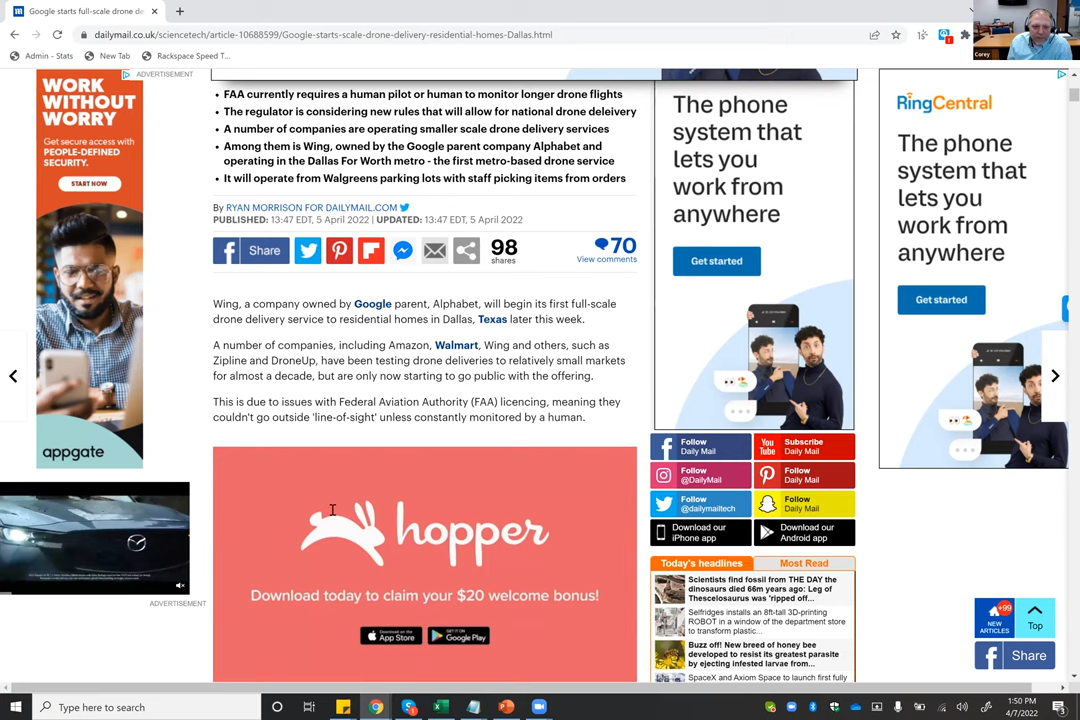 Google starts full-scale drone de
dailymail.co.uk/sciencetech/article-10688599/Google-starts-scale-drone-delivery-residential-homes-Dallas.html
Admin - Stats
New Tab
Rackspace Speed T...
Corey
ADVERTISEMENT
WORK
WITHOUT
WORRY
Get secure access with
PEOPLE-DEFINED
SECURITY.
START NOW
appgate
ADVERTISEMENT
• FAA currently requires a human pilot or human to monitor longer drone flights
• The regulator is considering new rules that will allow for national drone deleivery
• A number of companies are operating smaller scale drone delivery services
• Among them is Wing, owned by the Google parent company Alphabet and
operating in the Dallas For Worth metro - the first metro-based drone service
• It will operate from Walgreens parking lots with staff picking items from orders
By RYAN MORRISON FOR DAILYMAIL.COM
PUBLISHED: 13:47 EDT, 5 April 2022 | UPDATED: 13:47 EDT, 5 April 2022
Share
98
shares
70
View comments
Wing, a company owned by Google parent, Alphabet, will begin its first full-scale
drone delivery service to residential homes in Dallas, Texas later this week.
A number of companies, including Amazon, Walmart, Wing and others, such as
Zipline and DroneUp, have been testing drone deliveries to relatively small markets
for almost a decade, but are only now starting to go public with the offering.
This is due to issues with Federal Aviation Authority (FAA) licencing, meaning they
couldn't go outside 'line-of-sight' unless constantly monitored by a human.
hopper
Download today to claim your $20 welcome bonus!
Download on the
App Store
GET IT ON
Google Play
The phone
system that
lets you
work from
anywhere
Get started
Follow
Daily Mail
Subscribe
Daily Mail
Follow
@DailyMail
Follow
Daily Mail
Follow
@dailymailtech
Follow
Daily Mail
Download our
iPhone app
Download our
Android app
Today's headlines
Most Read
Scientists find fossil from THE DAY the
dinosaurs died 66m years ago: Leg of
Thescelosaurus was 'ripped off...
Selfridges installs an 8ft-tall 3D-printing
ROBOT in a window of the department store
to transform plastic...
Buzz off! New breed of honey bee
developed to resist its greatest parasite
by ejecting infested larvae from...
SpaceX and Axiom Space to launch first fully
RingCentral
The phone
system that
lets you
work from
anywhere
Get started
+99
NEW
ARTICLES
Top
Share
Type here to search
1:50 PM
4/7/2022